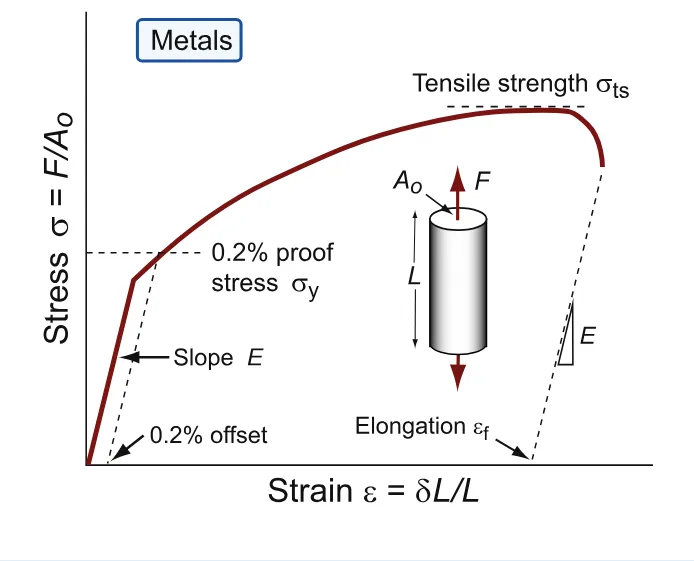 Metals
Tensile strength σts
Stress σ = F/Ao
Ao
F
L
0.2% proof
stress σy
Slope E
E
0.2% offset
Elongation εf
Strain ε = δL/L